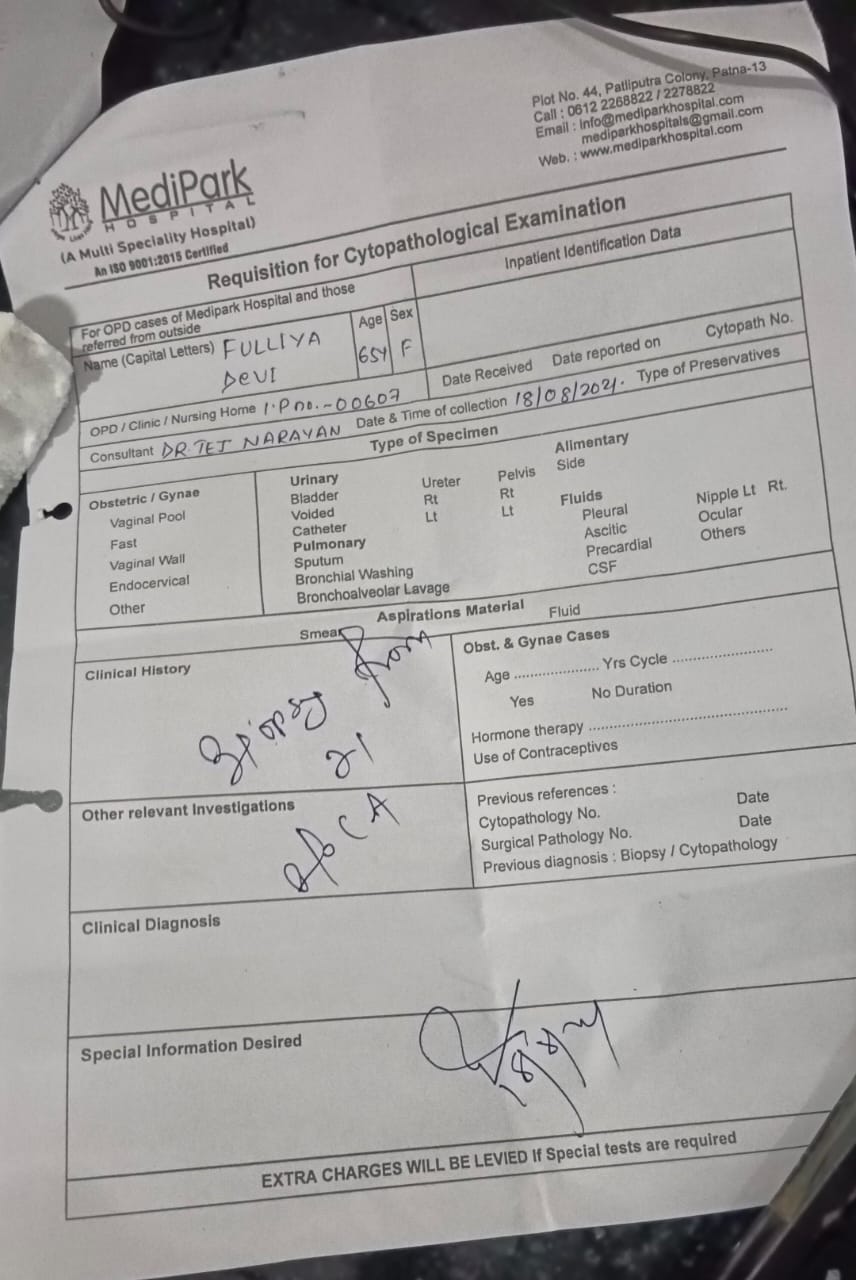 Plot No. 44, Patliputra Colony, Patna-13
Call : 0612 2268822 / 2278822
Email : Info@mediparkhospital.com
mediparkhospitals@gmail.com
Web. : www.mediparkhospital.com
MediPark
HOSPITAL
(A Multi Speciality Hospital)
An ISO 9001:2015 Certified
Requisition for Cytopathological Examination
For OPD cases of Medipark Hospital and those
referred from outside
Inpatient Identification Data
Name (Capital Letters) FULLIYA
DEVI
Age Sex
65Y F
OPD / Clinic / Nursing Home I.P no.-00607
Date Received Date reported on Cytopath No.
Consultant DR. TEJ NARAYAN Date & Time of collection 18/08/2021. Type of Preservatives
Type of Specimen
Obstetric / Gynae
Vaginal Pool
Fast
Vaginal Wall
Endocervical
Other
Urinary
Bladder
Voided
Catheter
Pulmonary
Sputum
Bronchial Washing
Bronchoalveolar Lavage
Ureter
Rt
Lt
Pelvis
Rt
Lt
Alimentary
Side
Fluids
Pleural
Ascitic
Precardial
CSF
Nipple Lt Rt.
Ocular
Others
Aspirations Material
Smear Fluid
Clinical History
Biopsy from
Obst. & Gynae Cases
Age .................... Yrs Cycle ........................
Yes No Duration
Hormone therapy ................................................
Use of Contraceptives
Other relevant Investigations
CA
Previous references :
Cytopathology No. Date
Surgical Pathology No. Date
Previous diagnosis : Biopsy / Cytopathology
Clinical Diagnosis
Special Information Desired
EXTRA CHARGES WILL BE LEVIED If Special tests are required